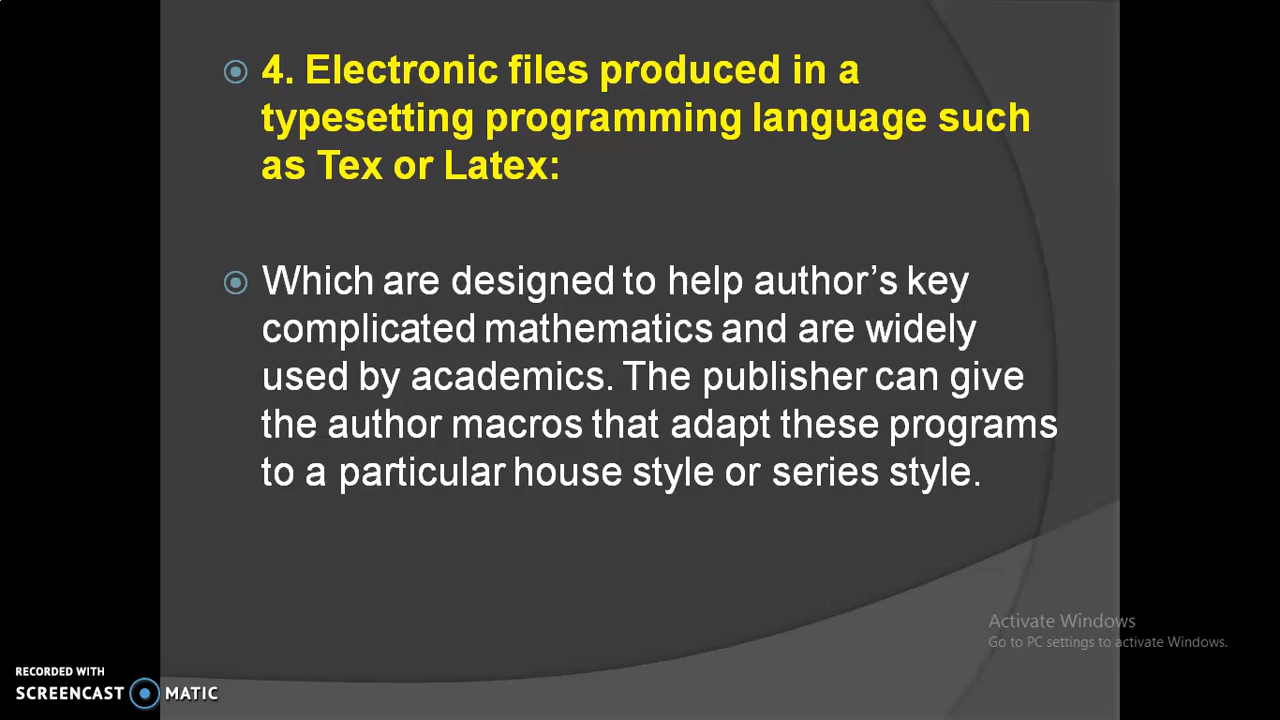 4. Electronic files produced in a
typesetting programming language such
as Tex or Latex:
Which are designed to help author’s key
complicated mathematics and are widely
used by academics. The publisher can give
the author macros that adapt these programs
to a particular house style or series style.
Activate Windows
Go to PC settings to activate Windows.
RECORDED WITH
SCREENCAST MATIC